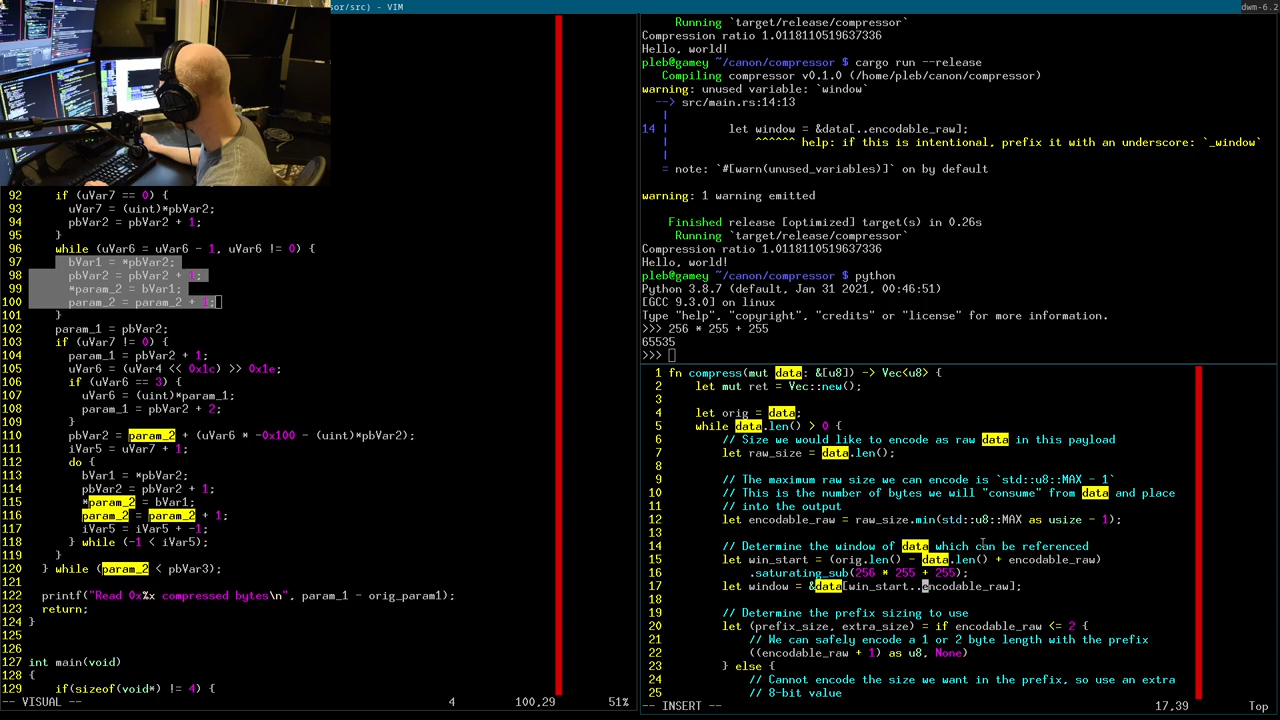 sor/src) - VIM
dwm-6.2
92 if (uVar7 == 0) {
93 uVar7 = (uint)*pbVar2;
94 pbVar2 = pbVar2 + 1;
95 }
96 while (uVar6 = uVar6 - 1, uVar6 != 0) {
97 bVar1 = *pbVar2;
98 pbVar2 = pbVar2 + 1;
99 *param_2 = bVar1;
100 param_2 = param_2 + 1;
101 }
102 param_1 = pbVar2;
103 if (uVar7 != 0) {
104 param_1 = pbVar2 + 1;
105 uVar6 = (uVar4 << 0x1c) >> 0x1e;
106 if (uVar6 == 3) {
107 uVar6 = (uint)*param_1;
108 param_1 = pbVar2 + 2;
109 }
110 pbVar2 = param_2 + (uVar6 * -0x100 - (uint)*pbVar2);
111 iVar5 = uVar7 + 1;
112 do {
113 bVar1 = *pbVar2;
114 pbVar2 = pbVar2 + 1;
115 *param_2 = bVar1;
116 param_2 = param_2 + 1;
117 iVar5 = iVar5 + -1;
118 } while (-1 < iVar5);
119 }
120 } while (param_2 < pbVar3);
121
122 printf("Read 0x%x compressed bytes\n", param_1 - orig_param1);
123 return;
124 }
125
126
127 int main(void)
128 {
129 if(sizeof(void*) != 4) {
-- VISUAL -- 4 100,29 51%
Running `target/release/compressor`
Compression ratio 1.0118110519637336
Hello, world!
pleb@gamey ~/canon/compressor $ cargo run --release
Compiling compressor v0.1.0 (/home/pleb/canon/compressor)
warning: unused variable: `window`
--> src/main.rs:14:13
|
14 | let window = &data[..encodable_raw];
| ^^^^^^ help: if this is intentional, prefix it with an underscore: `_window`
|
= note: `#[warn(unused_variables)]` on by default
warning: 1 warning emitted
Finished release [optimized] target(s) in 0.26s
Running `target/release/compressor`
Compression ratio 1.0118110519637336
Hello, world!
pleb@gamey ~/canon/compressor $ python
Python 3.8.7 (default, Jan 31 2021, 00:46:51)
[GCC 9.3.0] on linux
Type "help", "copyright", "credits" or "license" for more information.
>>> 256 * 255 + 255
65535
>>>
1 fn compress(mut data: &[u8]) -> Vec<u8> {
2 let mut ret = Vec::new();
3
4 let orig = data;
5 while data.len() > 0 {
6 // Size we would like to encode as raw data in this payload
7 let raw_size = data.len();
8
9 // The maximum raw size we can encode is `std::u8::MAX - 1`
10 // This is the number of bytes we will "consume" from data and place
11 // into the output
12 let encodable_raw = raw_size.min(std::u8::MAX as usize - 1);
13
14 // Determine the window of data which can be referenced
15 let win_start = (orig.len() - data.len() + encodable_raw)
16 .saturating_sub(256 * 255 + 255);
17 let window = &data[win_start..encodable_raw];
18
19 // Determine the prefix sizing to use
20 let (prefix_size, extra_size) = if encodable_raw <= 2 {
21 // We can safely encode a 1 or 2 byte length with the prefix
22 ((encodable_raw + 1) as u8, None)
23 } else {
24 // Cannot encode the size we want in the prefix, so use an extra
25 // 8-bit value
-- INSERT -- 17,39 Top